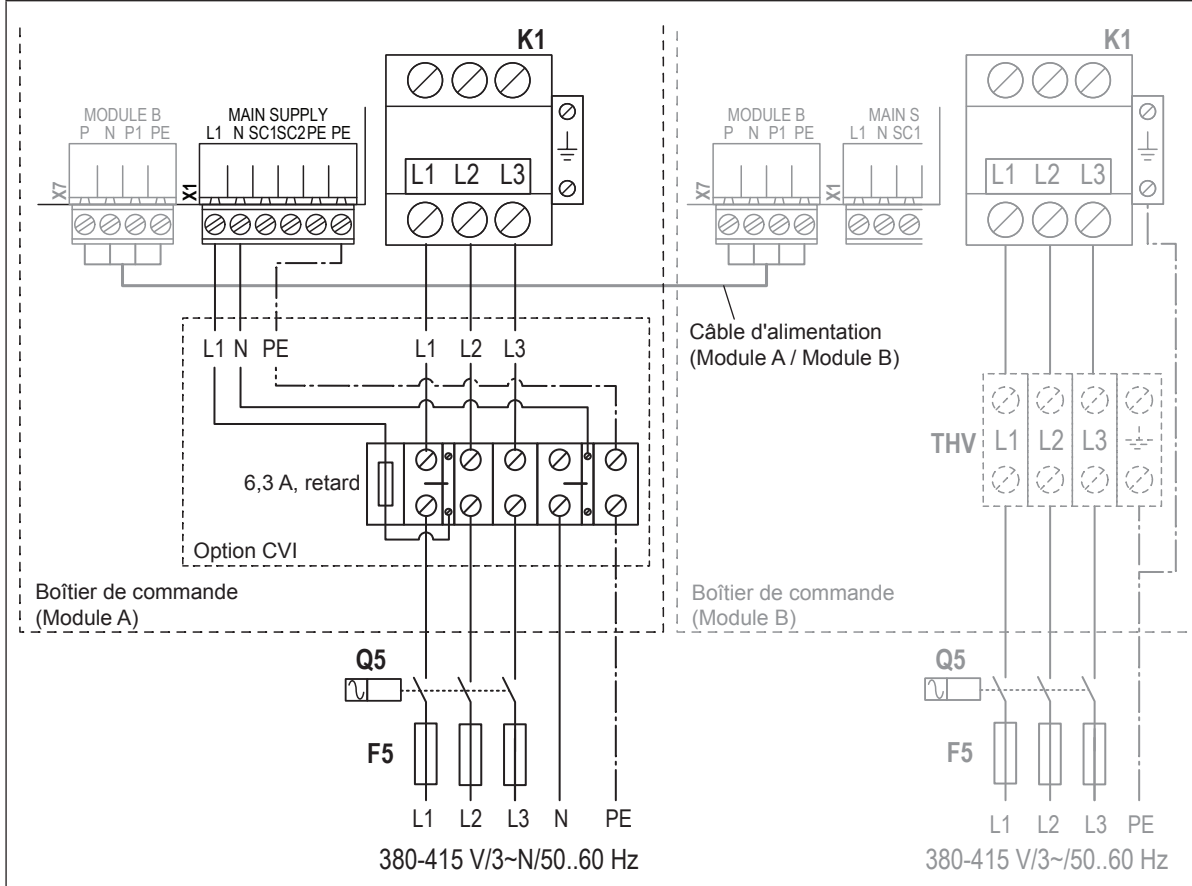 K1
MODULE B
P N P1 PE
X7
MAIN SUPPLY
L1 N SC1 SC2 PE PE
X1
L1 L2 L3
L1 N PE
L1 L2 L3
6,3 A, retard
Option CVI
Boîtier de commande
(Module A)
Q5
F5
L1 L2 L3 N PE
380-415 V/3~N/50..60 Hz
Câble d'alimentation
(Module A / Module B)
K1
MODULE B
P N P1 PE
X7
MAIN S
L1 N SC1
X1
L1 L2 L3
THV
L1 L2 L3
Boîtier de commande
(Module B)
Q5
F5
L1 L2 L3 PE
380-415 V/3~/50..60 Hz